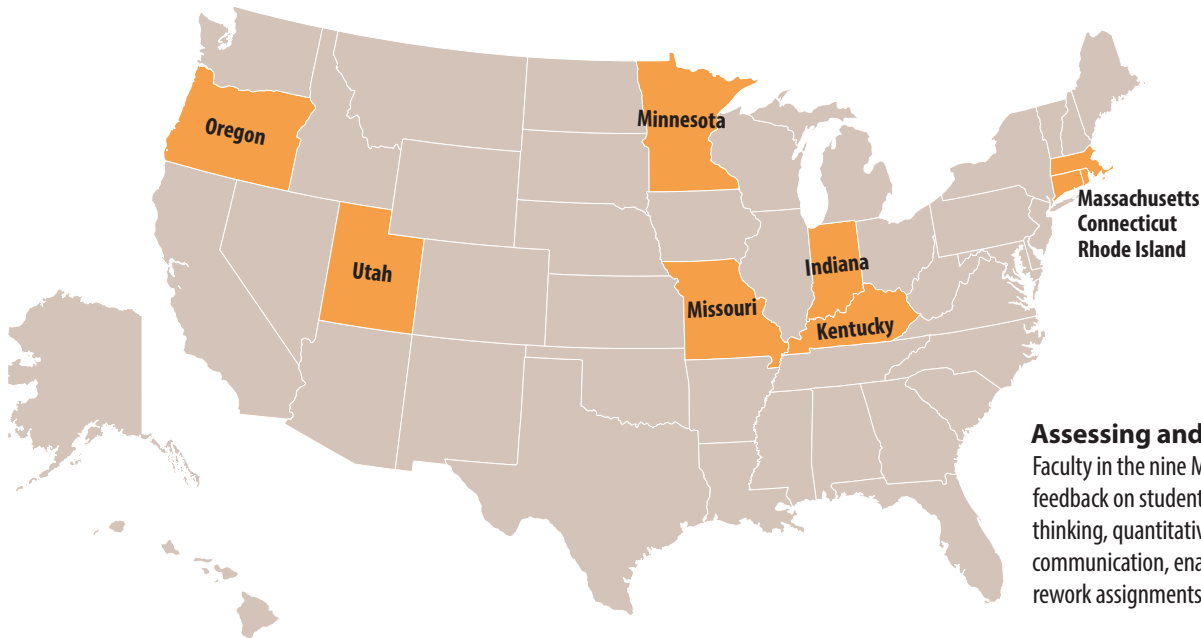 Oregon
Minnesota
Utah
Missouri
Indiana
Kentucky
Massachusetts
Connecticut
Rhode Island
Assessing and
Faculty in the nine M
feedback on student
thinking, quantitativ
communication, ena
rework assignments